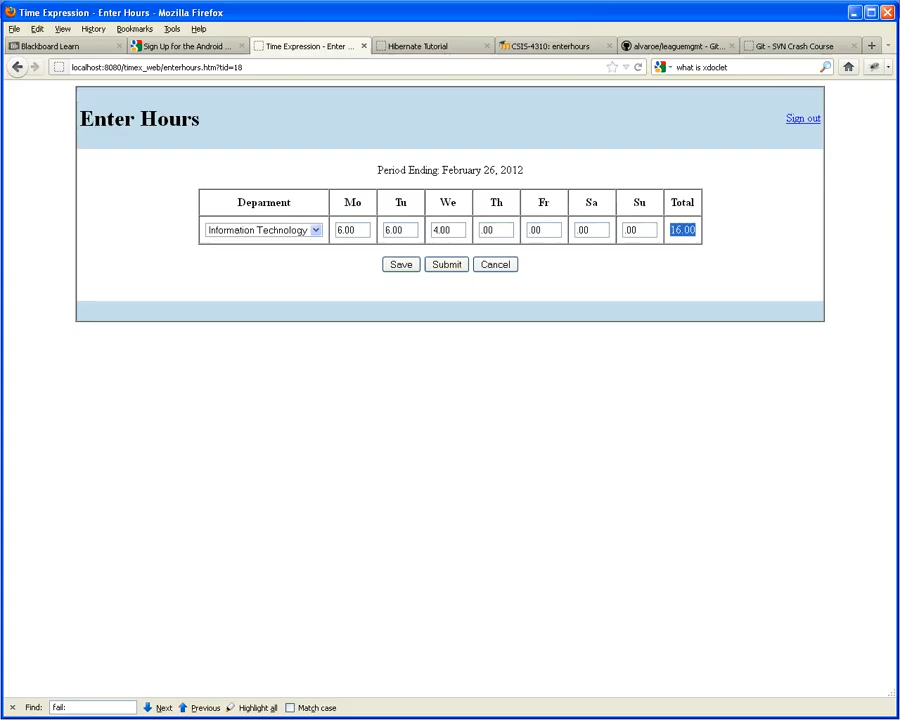 Time Expression - Enter Hours - Mozilla Firefox
File Edit View History Bookmarks Tools Help
Blackboard Learn × Sign Up for the Android ... × Time Expression - Enter ... × Hibernate Tutorial × CSIS-4310: enterhours × alvaroe/leaguemgmt - Git... × Git - SVN Crash Course ×
localhost:8080/timex_web/enterhours.htm?tid=18 what is xdoclet
Enter Hours
Sign out
Period Ending: February 26, 2012
Deparment Mo Tu We Th Fr Sa Su Total
Information Technology 6.00 6.00 4.00 .00 .00 .00 .00 16.00
Save Submit Cancel
× Find: fail: Next Previous Highlight all Match case